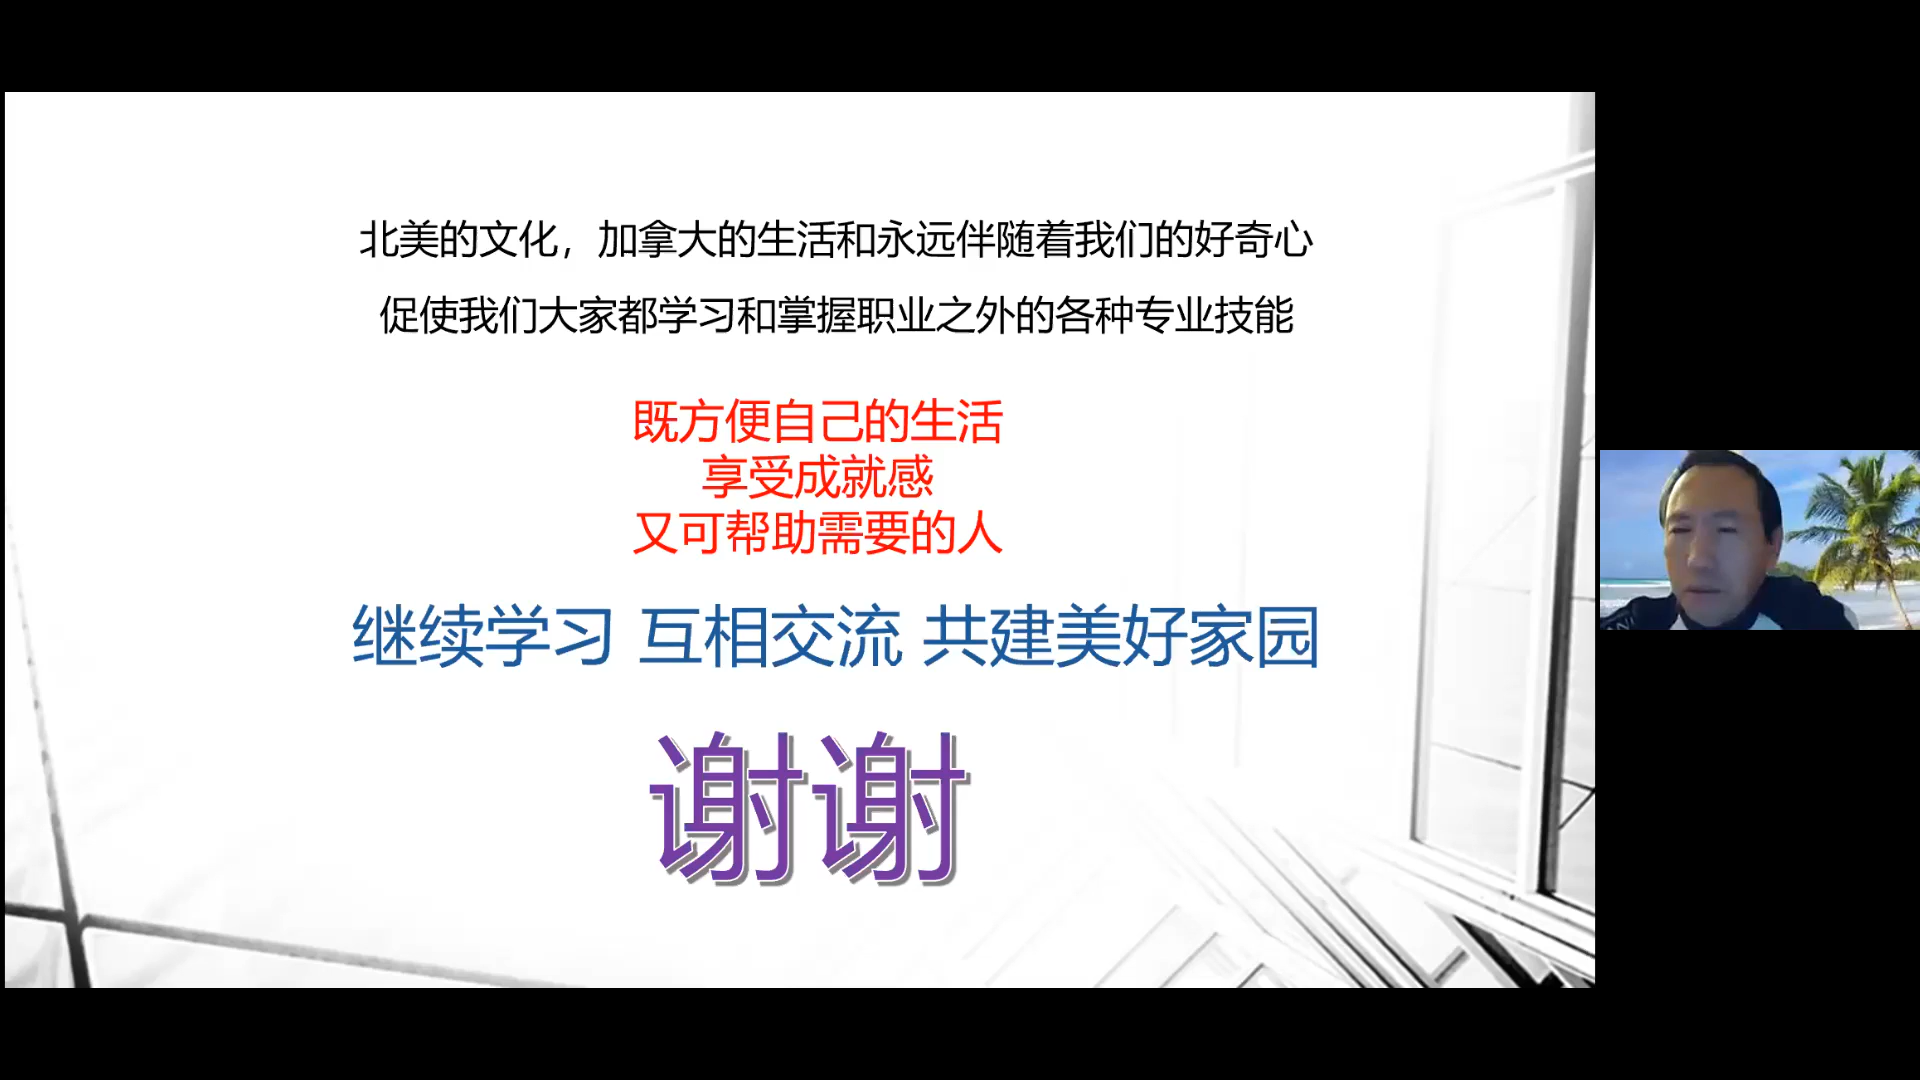 北美的文化，加拿大的生活和永远伴随着我们的好奇心
促使我们大家都学习和掌握职业之外的各种专业技能
既方便自己的生活
享受成就感
又可帮助需要的人
继续学习 互相交流 共建美好家园
谢谢